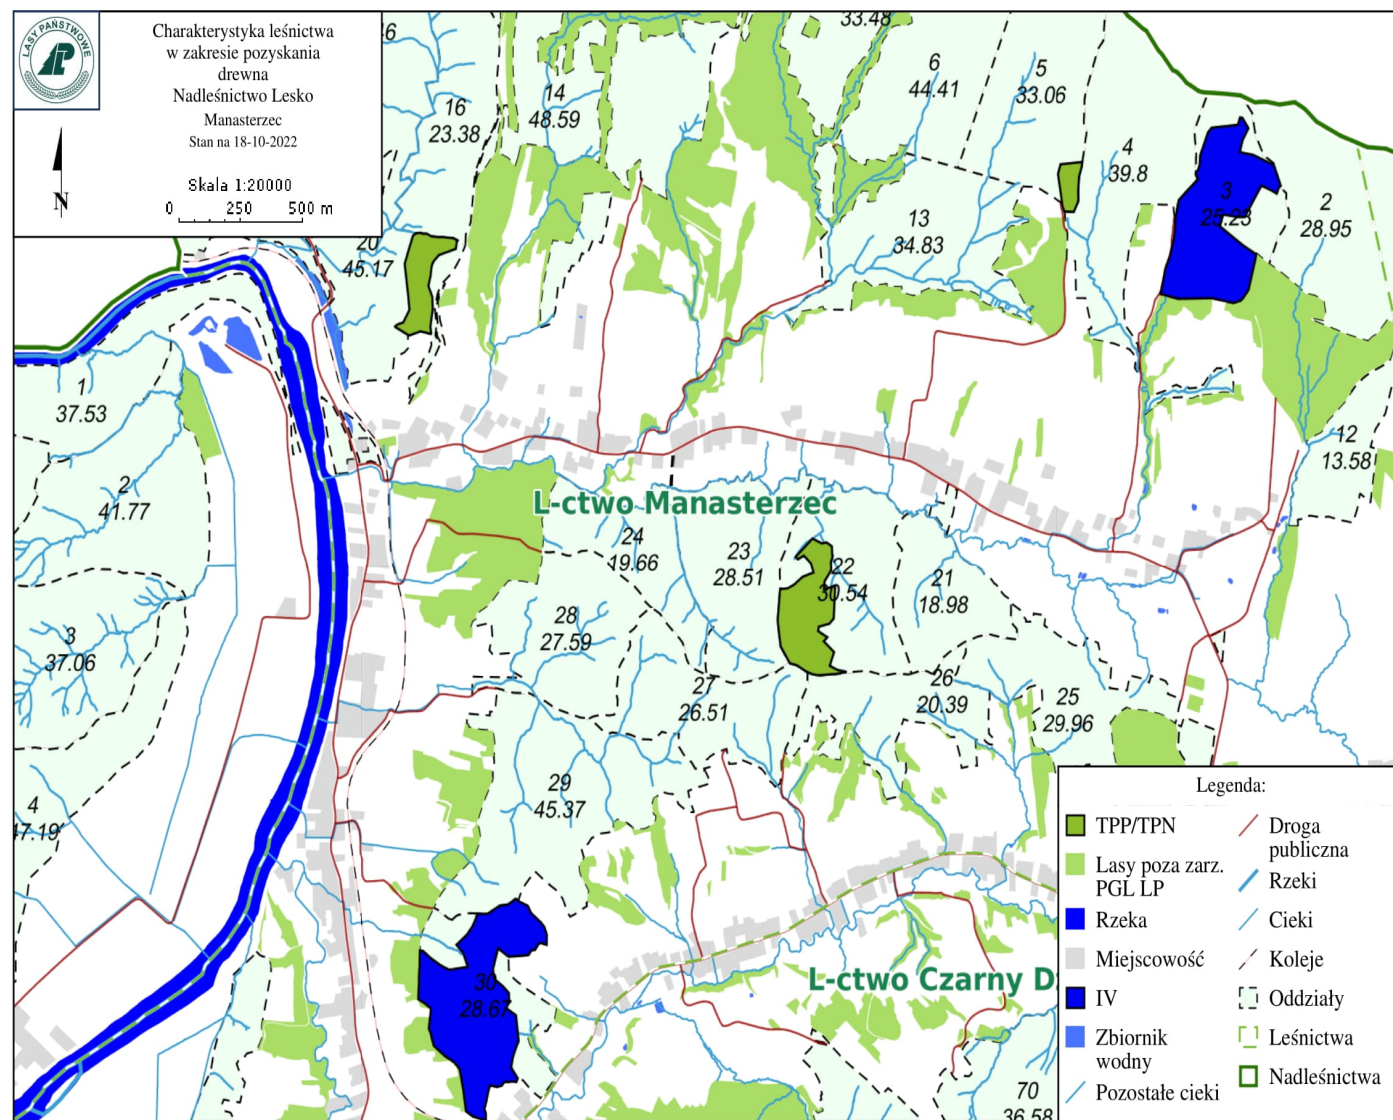 LASY PAŃSTWOWE
Charakterystyka leśnictwa
w zakresie pozyskania
drewna
Nadleśnictwo Lesko
Manasterzec
Stan na 18-10-2022
N
Skala 1:20000
0 250 500 m
33.48
16
23.38
14
48.59
6
44.41
5
33.06
4
39.8
3
25.23
2
28.95
13
34.83
20
45.17
1
37.53
12
13.58
2
41.77
L-ctwo Manasterzec
24
19.66
23
28.51
22
30.54
21
18.98
28
27.59
3
37.06
27
26.51
26
20.39
25
29.96
29
45.37
4
47.19
30
28.67
L-ctwo Czarny
70
36.58
Legenda:
TPP/TPN
Lasy poza zarz.
PGL LP
Rzeka
Miejscowość
IV
Zbiornik
wodny
Pozostałe cieki
Droga
publiczna
Rzeki
Cieki
Koleje
Oddziały
Leśnictwa
Nadleśnictwa